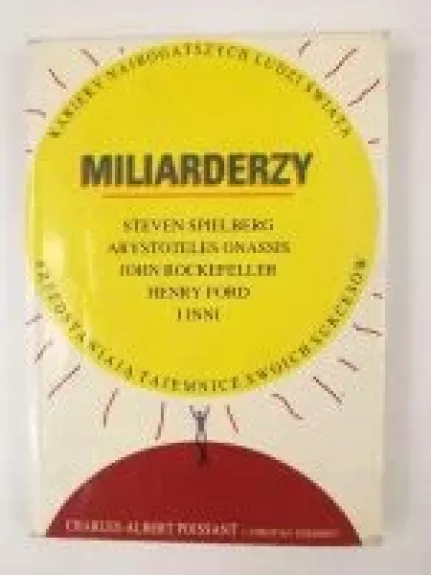 KARIERY NAJBOGATSZYCH LUDZI ŚWIATA
MILIARDERZY
STEVEN SPIELBERG
ARYSTOTELES ONASSIS
JOHN ROCKEFELLER
HENRY FORD
I INNI
PRZEDSTAWIAJĄ TAJEMNICE SWOICH SUKCESÓW
CHARLES-ALBERT POISSANT